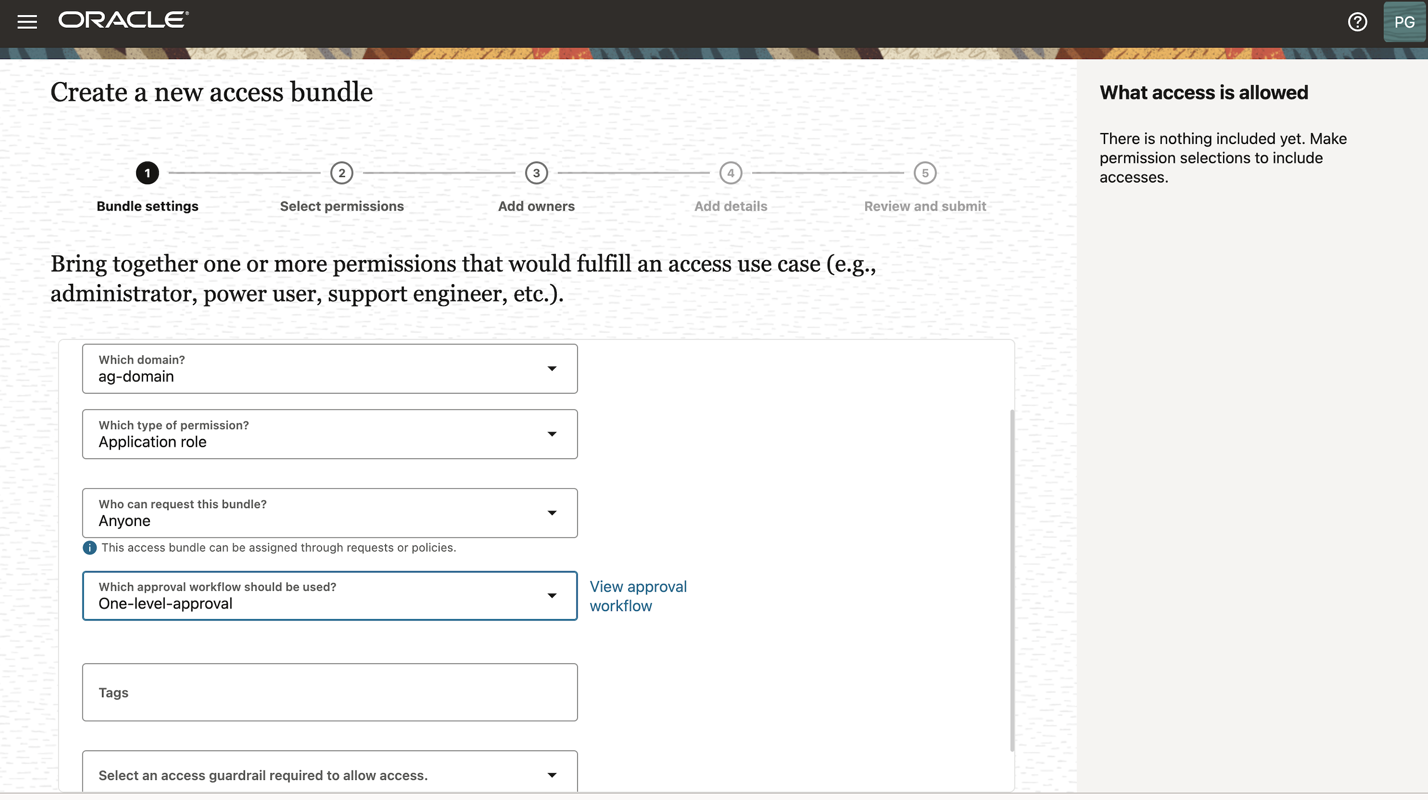 ORACLE
PG
Create a new access bundle
1
2
3
4
5
Bundle settings
Select permissions
Add owners
Add details
Review and submit
Bring together one or more permissions that would fulfill an access use case (e.g.,
administrator, power user, support engineer, etc.).
Which domain?
ag-domain
Which type of permission?
Application role
Who can request this bundle?
Anyone
This access bundle can be assigned through requests or policies.
Which approval workflow should be used?
One-level-approval
View approval
workflow
Tags
Select an access guardrail required to allow access.
What access is allowed
There is nothing included yet. Make
permission selections to include
accesses.